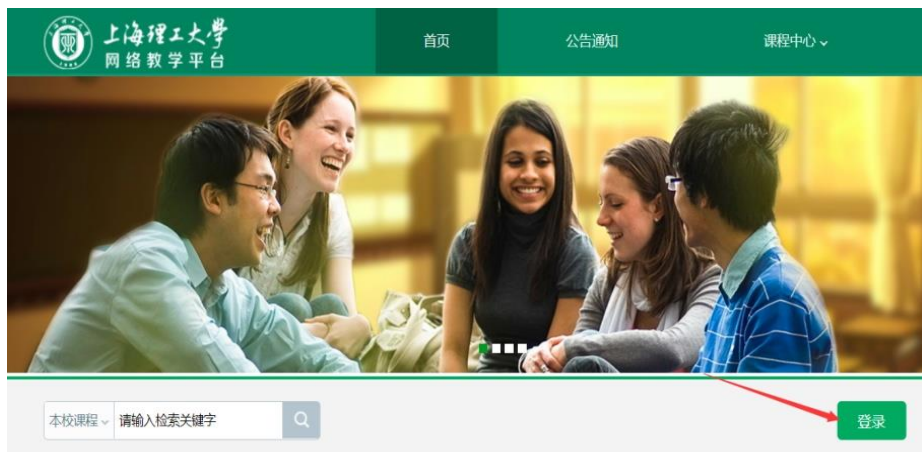 上海理工大學
网络教学平台
首页
公告通知
课程中心
本校课程 请输入检索关键字
登录